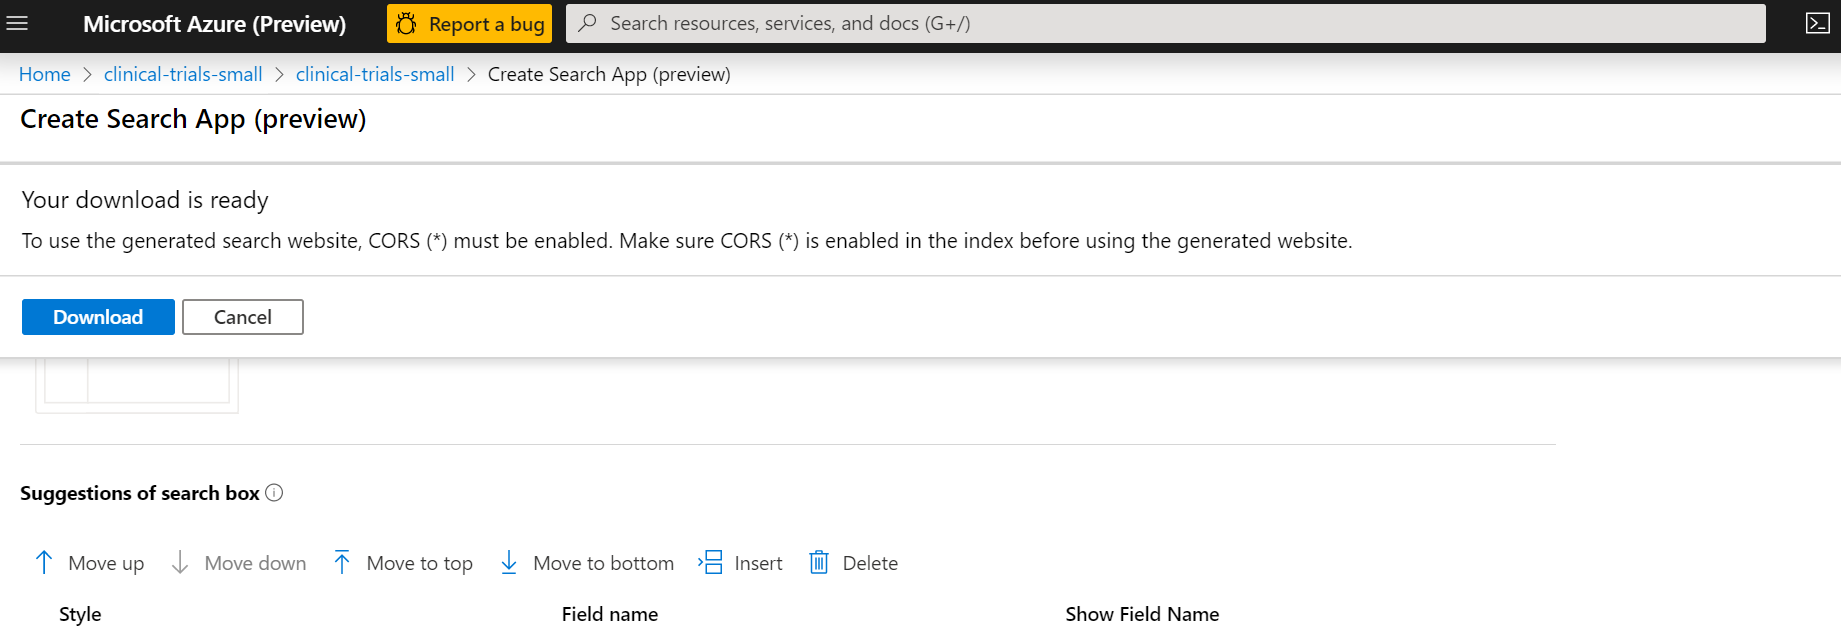 Microsoft Azure (Preview) Report a bug Search resources, services, and docs (G+/)
Home > clinical-trials-small > clinical-trials-small > Create Search App (preview)
Create Search App (preview)
Your download is ready
To use the generated search website, CORS (*) must be enabled. Make sure CORS (*) is enabled in the index before using the generated website.
Download Cancel
Suggestions of search box
Move up Move down Move to top Move to bottom Insert Delete
Style Field name Show Field Name